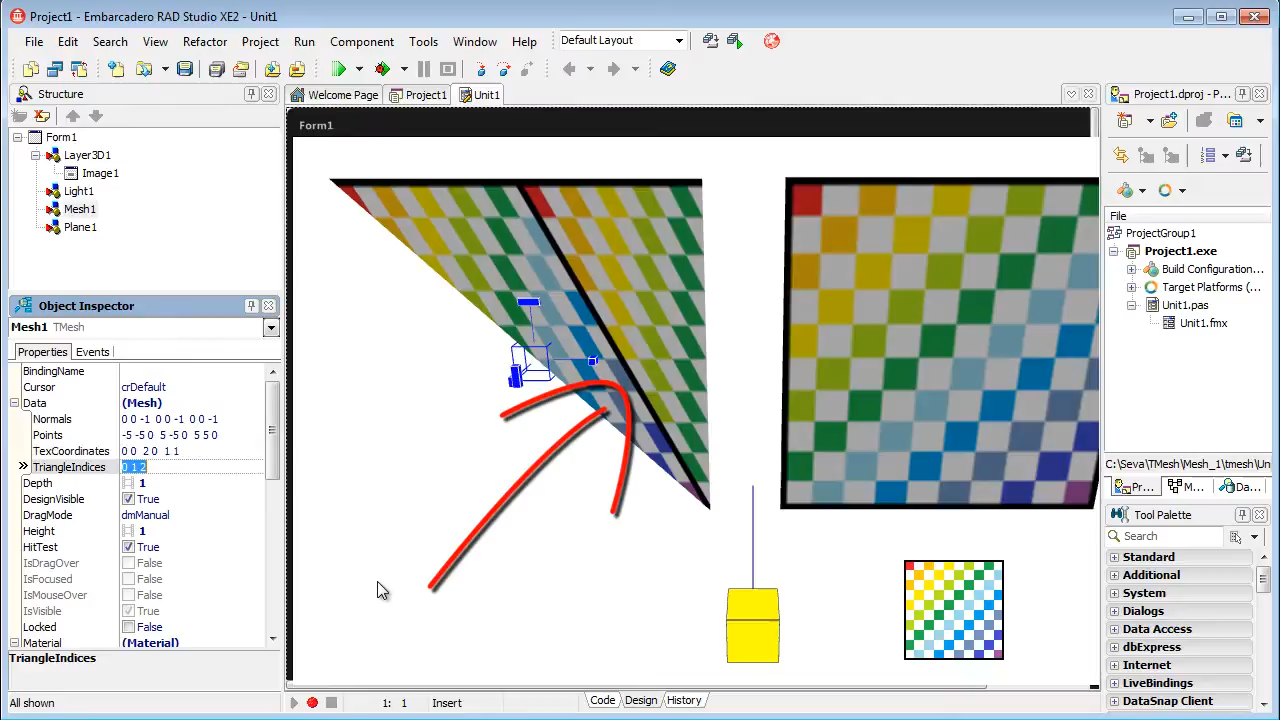 Project1 - Embarcadero RAD Studio XE2 - Unit1
File Edit Search View Refactor Project Run Component Tools Window Help
Default Layout
Structure
Form1
Layer3D1
Image1
Light1
Mesh1
Plane1
Object Inspector
Mesh1 TMesh
Properties Events
BindingName
Cursor crDefault
Data (Mesh)
Normals 0 0 -1 0 0 -1 0 0 -1
Points -5 -5 0 5 -5 0 5 5 0
TexCoordinates 0 0 2 0 1 1
TriangleIndices 0 1 2
Depth 1
DesignVisible True
DragMode dmManual
Height 1
HitTest True
IsDragOver False
IsFocused False
IsMouseOver False
IsVisible True
Locked False
Material (Material)
TriangleIndices
All shown
Welcome Page Project1 Unit1
Form1
1: 1 Insert
Code Design History
Project1.dproj - P...
File
ProjectGroup1
Project1.exe
Build Configuration...
Target Platforms (...
Unit1.pas
Unit1.fmx
C:\Seva\TMesh\Mesh_1\tmesh\Un
Pr... M... Da...
Tool Palette
Search
Standard
Additional
System
Dialogs
Data Access
dbExpress
Internet
LiveBindings
DataSnap Client